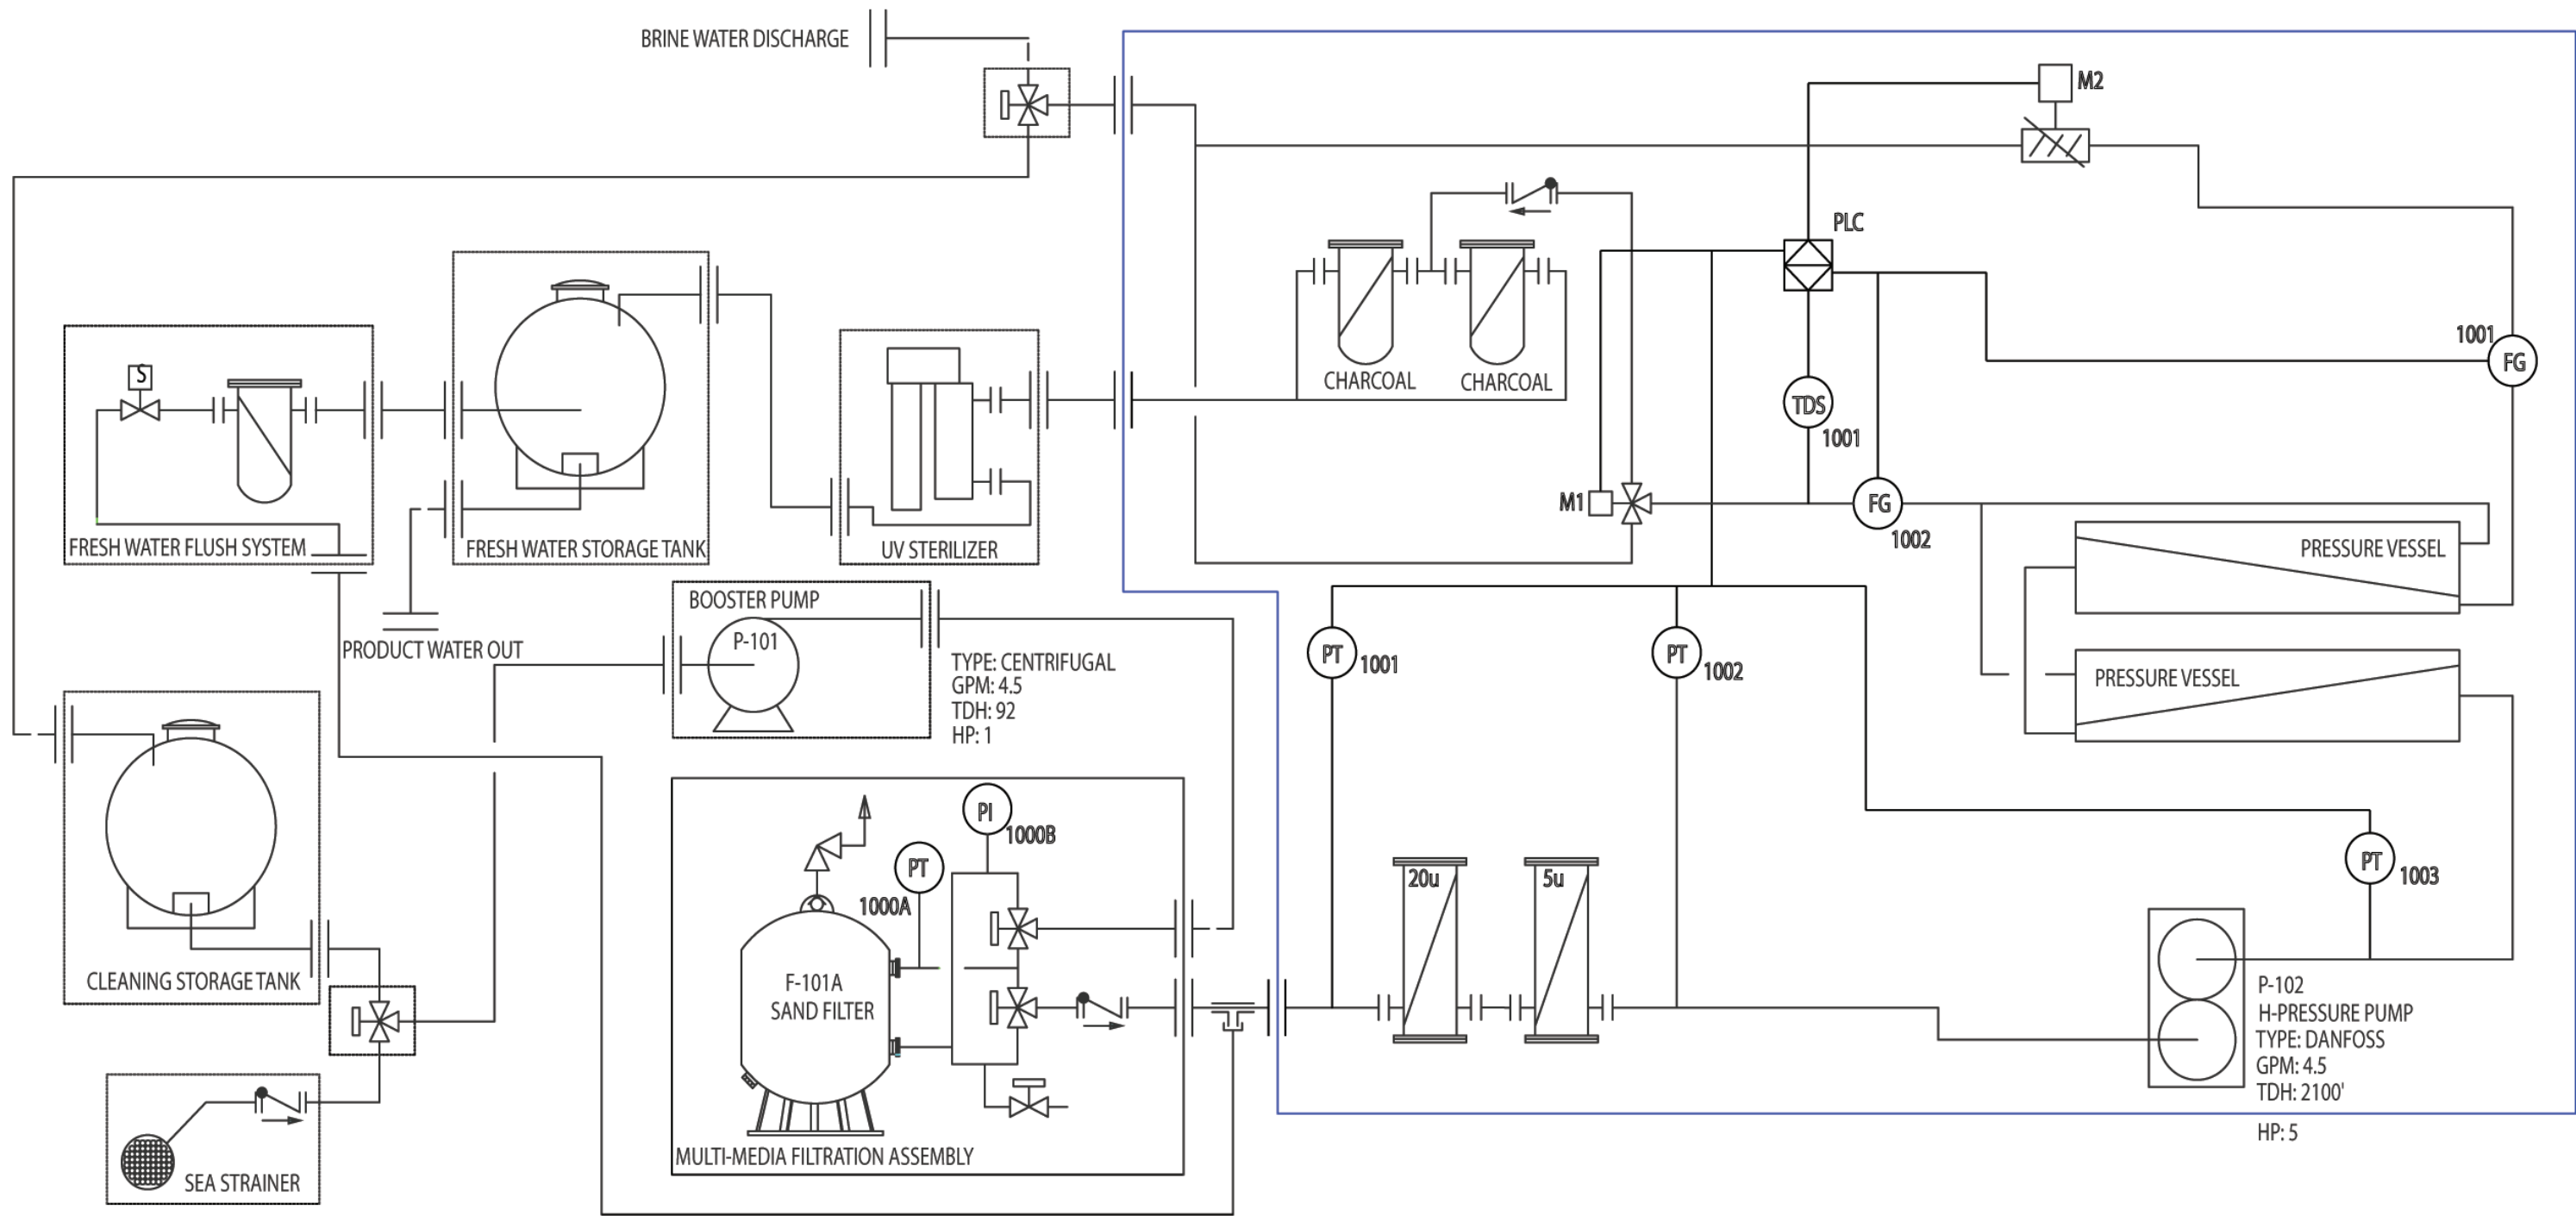 BRINE WATER DISCHARGE
M2
PLC
1001
FG
S
CHARCOAL
CHARCOAL
TDS
1001
M1
FG
1002
FRESH WATER FLUSH SYSTEM
FRESH WATER STORAGE TANK
UV STERILIZER
PRESSURE VESSEL
BOOSTER PUMP
P-101
PRODUCT WATER OUT
TYPE: CENTRIFUGAL
GPM: 4.5
TDH: 92
HP: 1
PT
1001
PT
1002
PRESSURE VESSEL
PI
1000B
PT
1000A
20u
5u
PT
1003
F-101A
SAND FILTER
CLEANING STORAGE TANK
P-102
H-PRESSURE PUMP
TYPE: DANFOSS
GPM: 4.5
TDH: 2100'
HP: 5
MULTI-MEDIA FILTRATION ASSEMBLY
SEA STRAINER